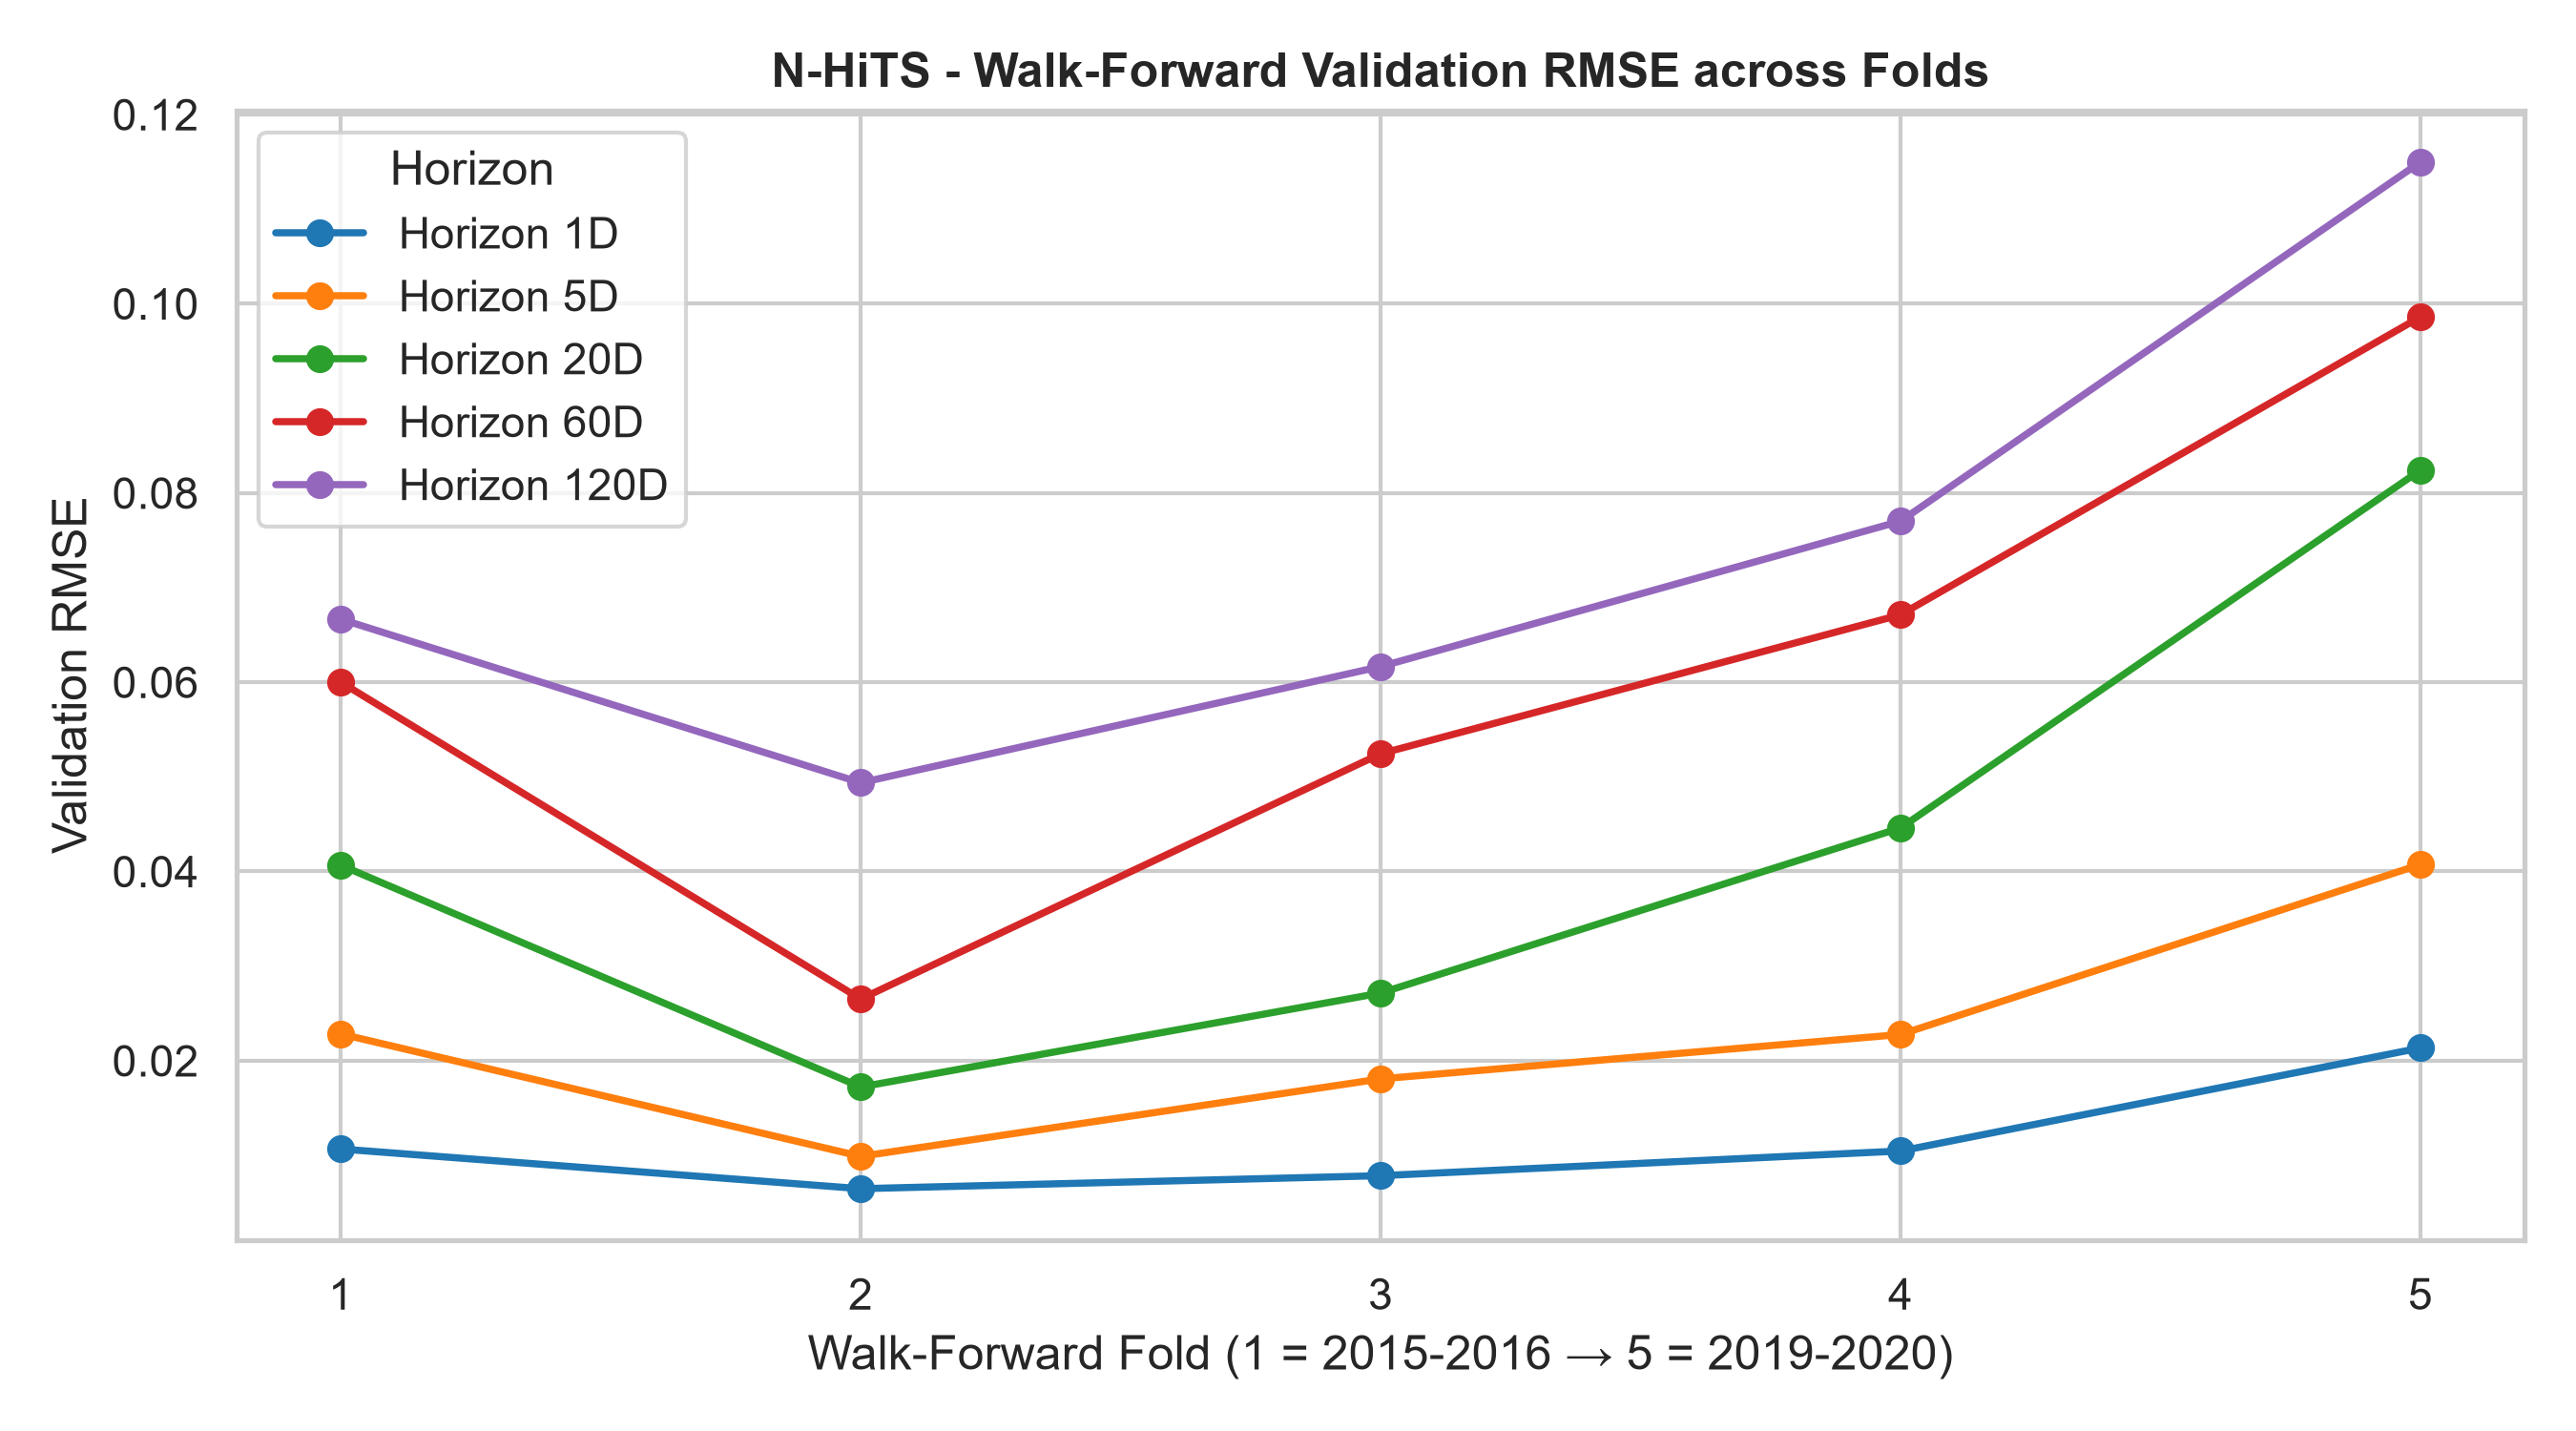 N-HiTS - Walk-Forward Validation RMSE across Folds
0.12
0.10
0.08
0.06
0.04
0.02
Validation RMSE
Horizon
Horizon 1D
Horizon 5D
Horizon 20D
Horizon 60D
Horizon 120D
1 2 3 4 5
Walk-Forward Fold (1 = 2015-2016 → 5 = 2019-2020)